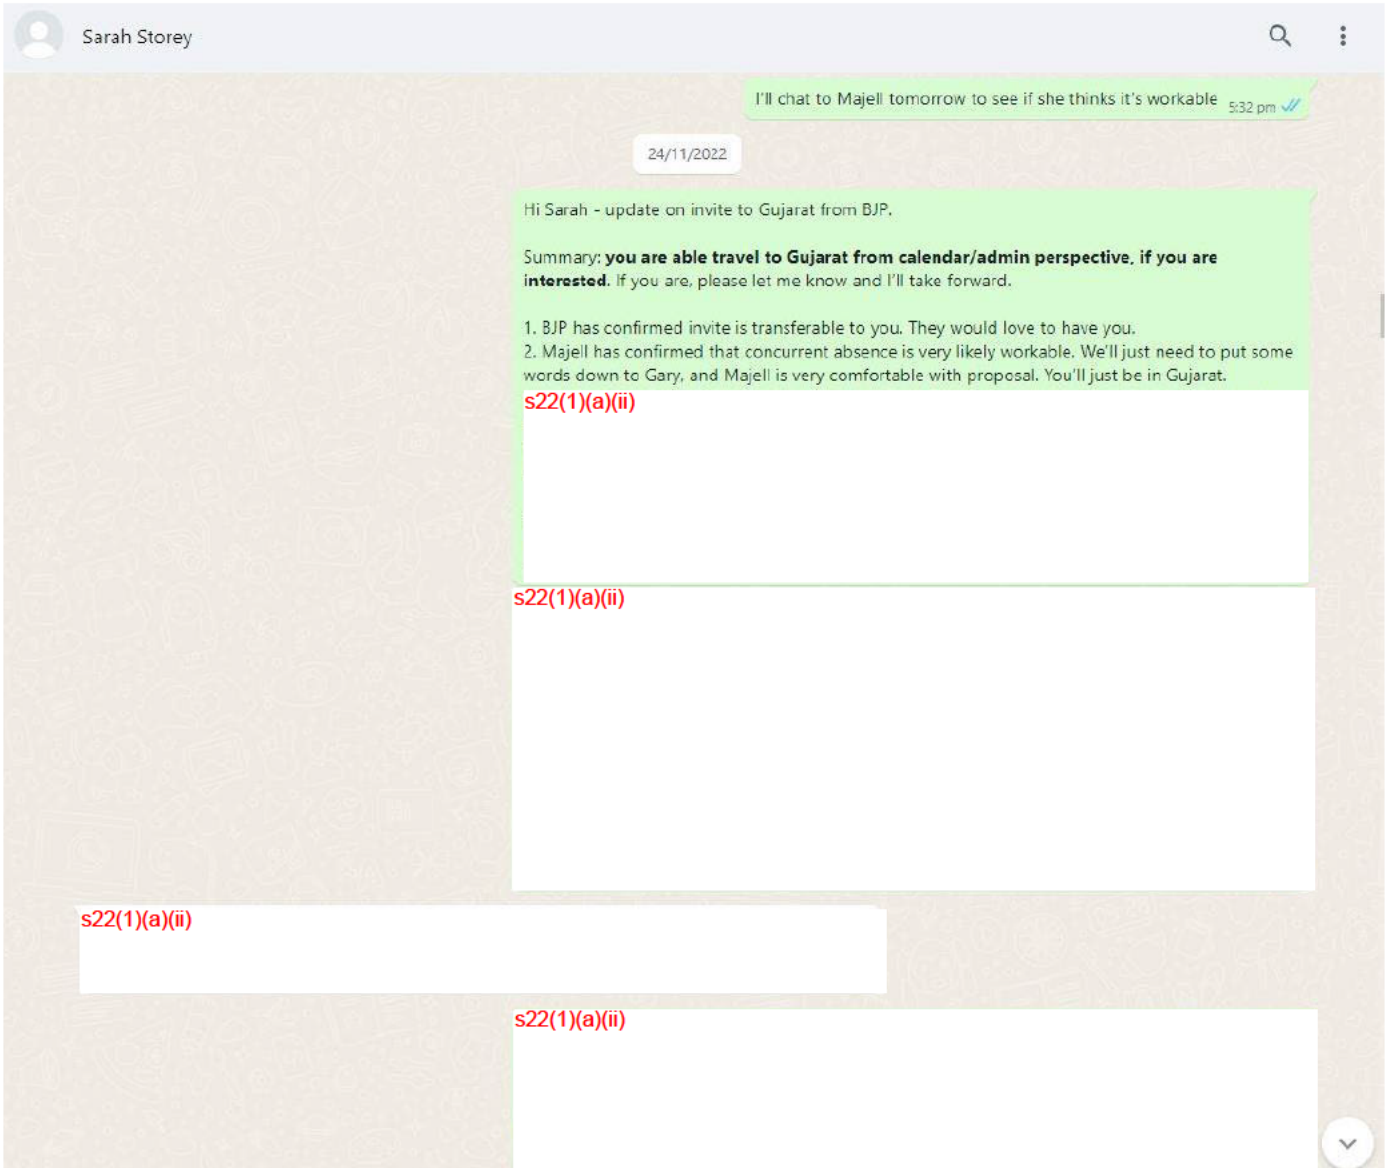 Sarah Storey
I'll chat to Majell tomorrow to see if she thinks it's workable 5:32 pm
24/11/2022
Hi Sarah - update on invite to Gujarat from BJP.
Summary: you are able travel to Gujarat from calendar/admin perspective, if you are
interested. If you are, please let me know and I'll take forward.
1. BJP has confirmed invite is transferable to you. They would love to have you.
2. Majell has confirmed that concurrent absence is very likely workable. We'll just need to put some
words down to Gary, and Majell is very comfortable with proposal. You'll just be in Gujarat.
s22(1)(a)(ii)
s22(1)(a)(ii)
s22(1)(a)(ii)
s22(1)(a)(ii)